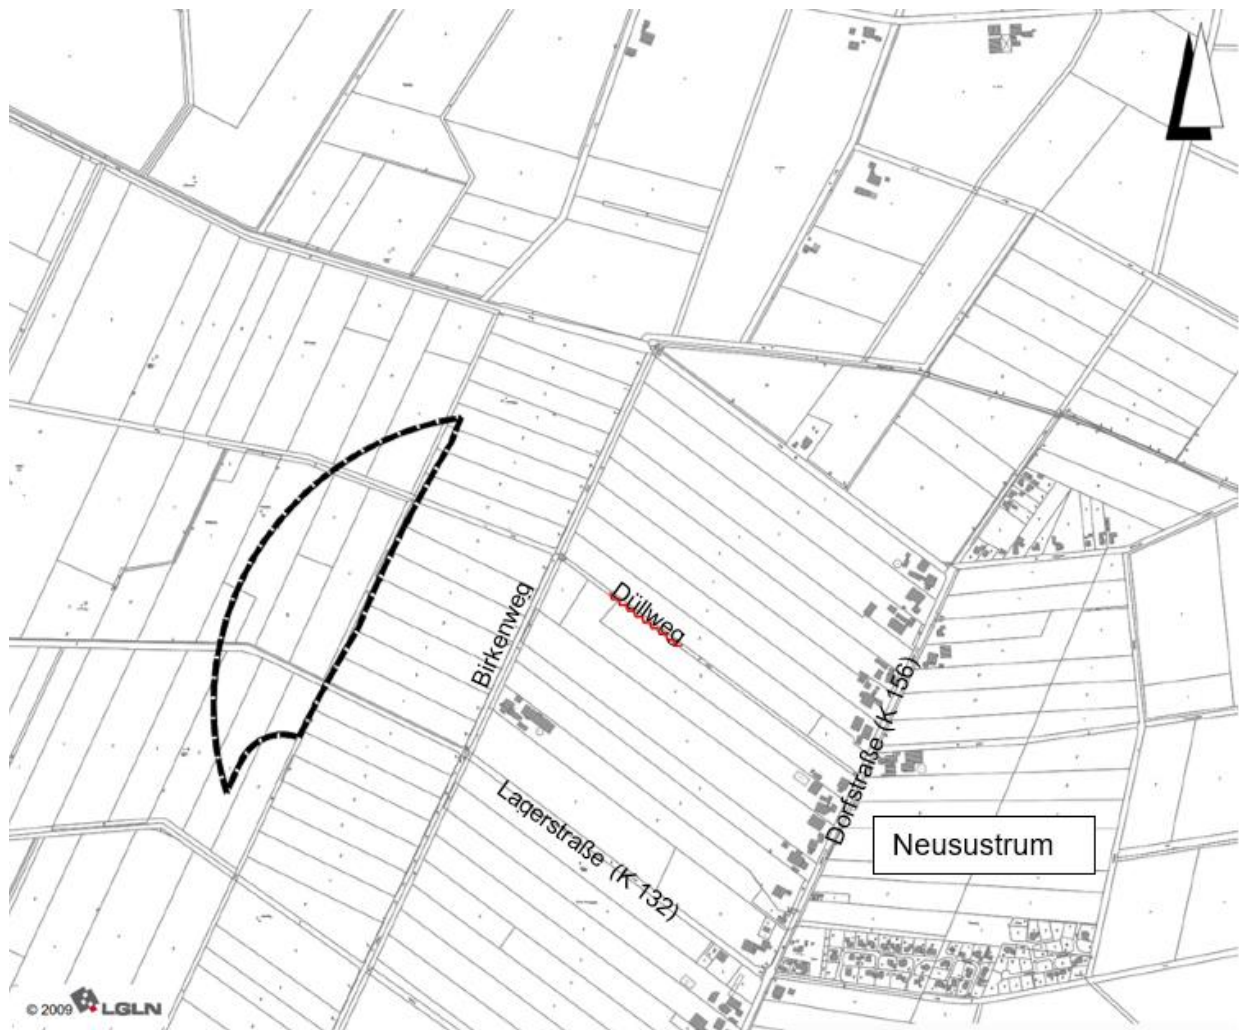 Düllweg
Birkenweg
Dorfstraße (K 156)
Lagerstraße (K 132)
Neusustrum
© 2009 LGLN